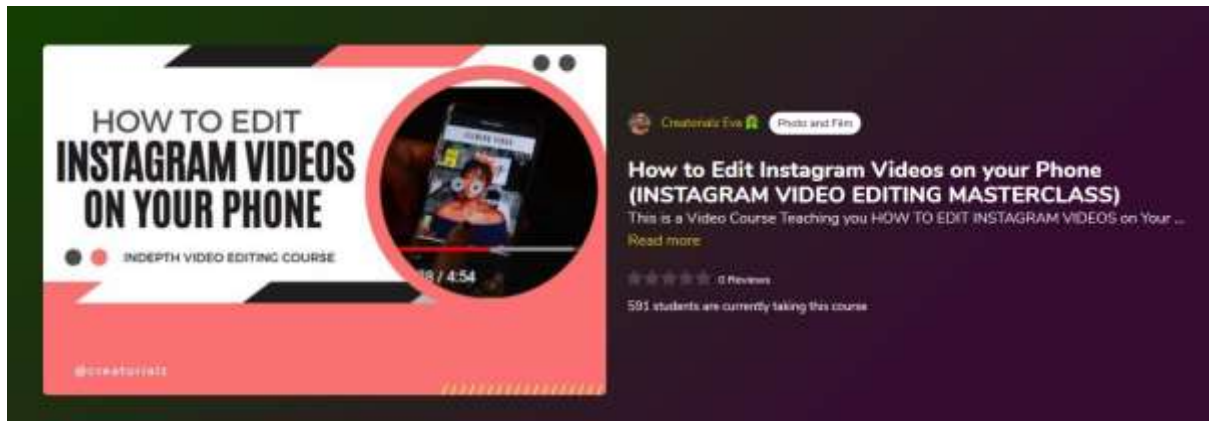 HOW TO EDIT
INSTAGRAM VIDEOS
ON YOUR PHONE
INDEPTH VIDEO EDITING COURSE
/ 4:54
@creatorialz
Creatorialz Eva
Photo and Film
How to Edit Instagram Videos on your Phone
(INSTAGRAM VIDEO EDITING MASTERCLASS)
This is a Video Course Teaching you HOW TO EDIT INSTAGRAM VIDEOS on Your ...
Read more
0 Reviews
591 students are currently taking this course